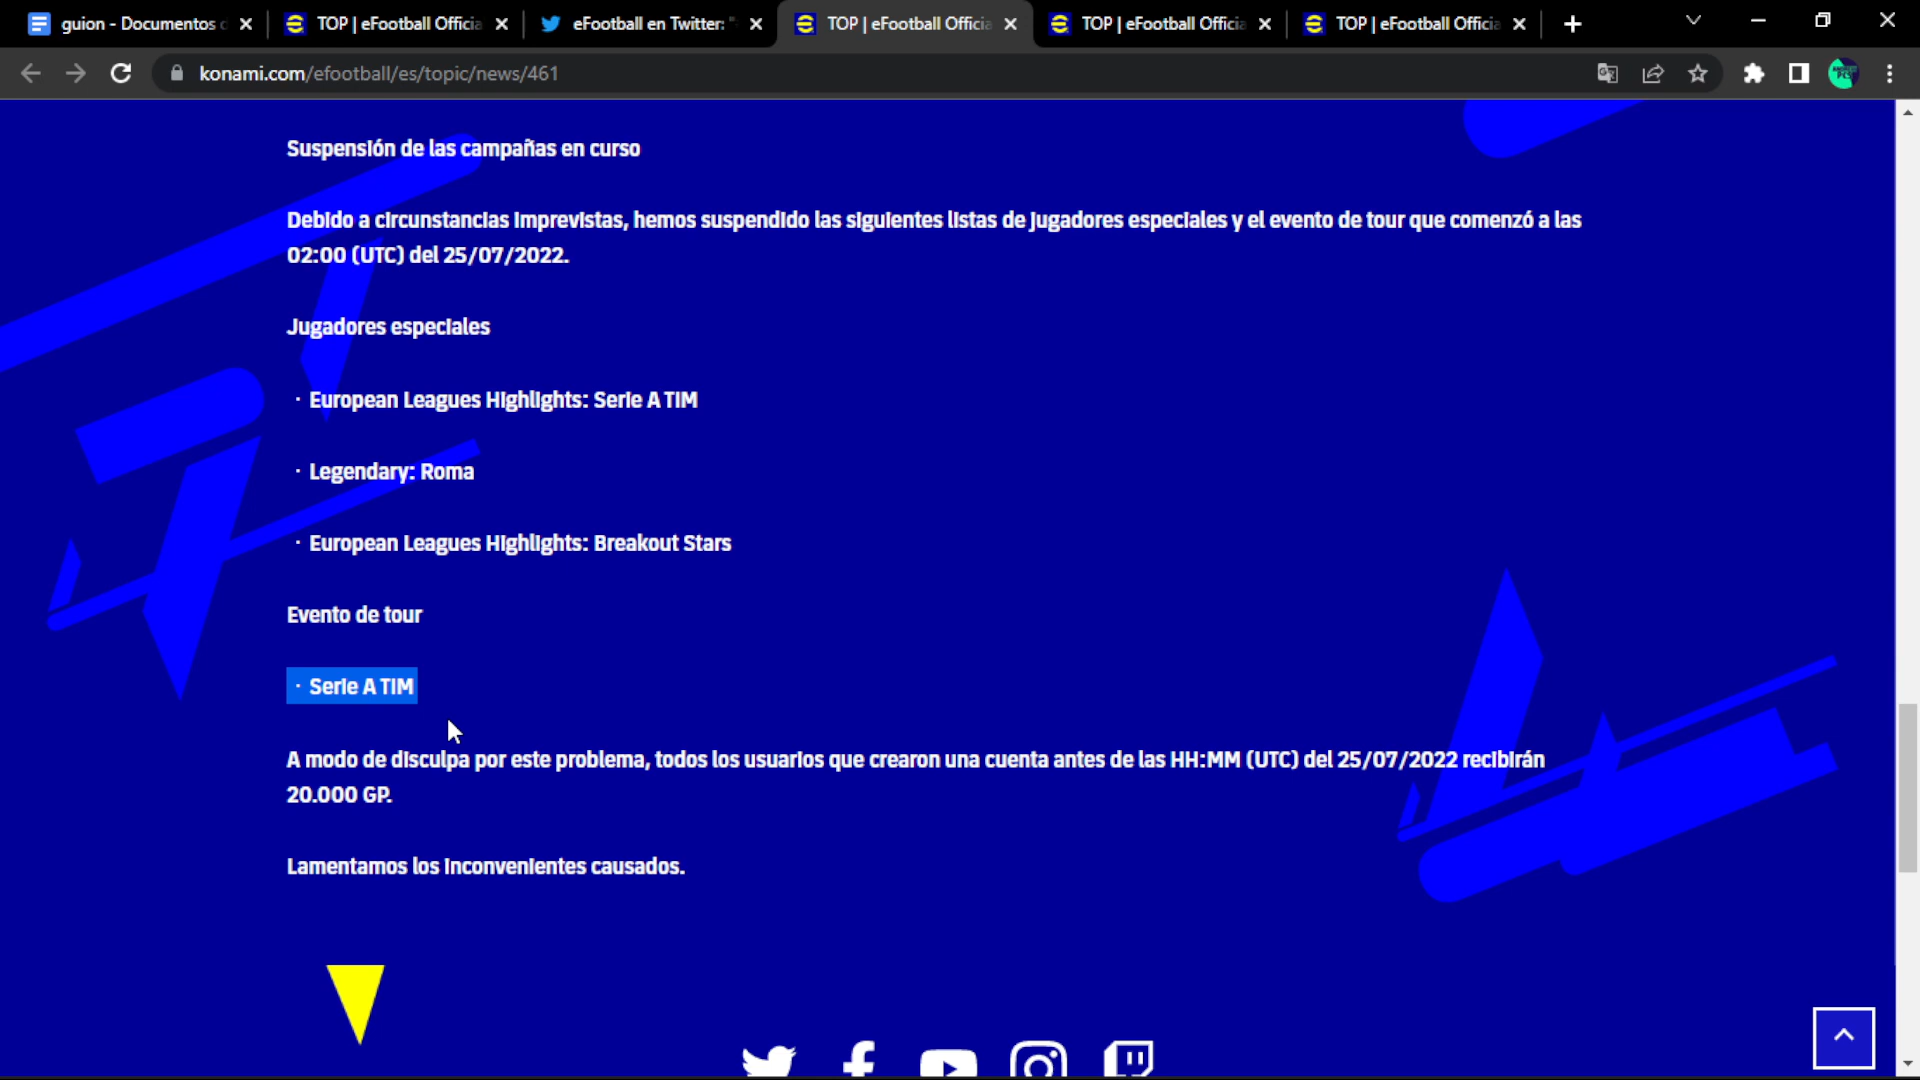 guion - Documentos d
TOP | eFootball Officia
eFootball en Twitter: "
TOP | eFootball Officia
TOP | eFootball Officia
TOP | eFootball Officia
konami.com/efootball/es/topic/news/461
Suspensión de las campañas en curso
Debido a circunstancias imprevistas, hemos suspendido las siguientes listas de jugadores especiales y el evento de tour que comenzó a las
02:00 (UTC) del 25/07/2022.
Jugadores especiales
· European Leagues Highlights: Serie A TIM
· Legendary: Roma
· European Leagues Highlights: Breakout Stars
Evento de tour
· Serie A TIM
A modo de disculpa por este problema, todos los usuarios que crearon una cuenta antes de las HH:MM (UTC) del 25/07/2022 recibirán
20.000 GP.
Lamentamos los inconvenientes causados.